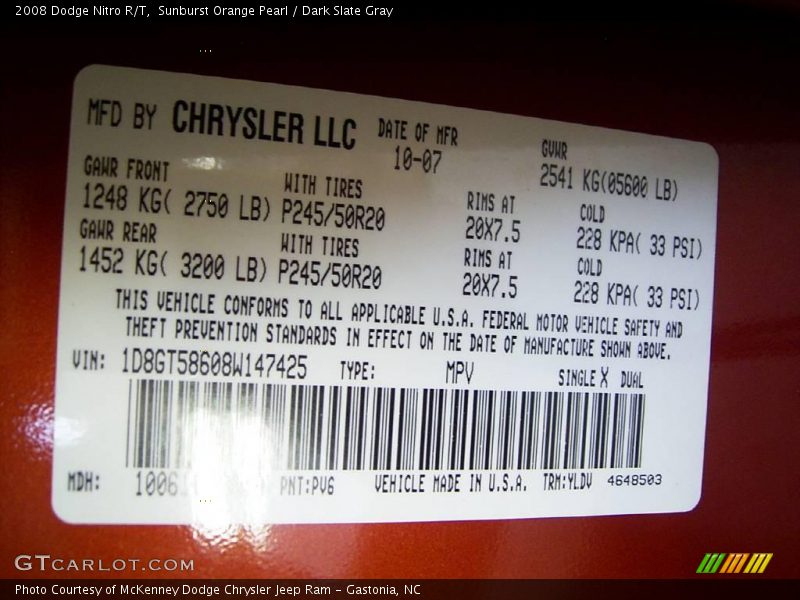 2008 Dodge Nitro R/T,  Sunburst Orange Pearl / Dark Slate Gray
MFD BY CHRYSLER LLC DATE OF MFR GVWR
10-07 2541 KG(05600 LB)
GAWR FRONT WITH TIRES RIMS AT COLD
1248 KG( 2750 LB) P245/50R20 20X7.5 228 KPA( 33 PSI)
GAWR REAR WITH TIRES RIMS AT COLD
1452 KG( 3200 LB) P245/50R20 20X7.5 228 KPA( 33 PSI)
THIS VEHICLE CONFORMS TO ALL APPLICABLE U.S.A. FEDERAL MOTOR VEHICLE SAFETY AND
THEFT PREVENTION STANDARDS IN EFFECT ON THE DATE OF MANUFACTURE SHOWN ABOVE.
VIN: 1D8GT58608W147425 TYPE: MPV SINGLE X DUAL
MDH: PNT:PV6 VEHICLE MADE IN U.S.A. TRM:YLDV 4648503
GTCARLOT.COM
Photo Courtesy of McKenney Dodge Chrysler Jeep Ram - Gastonia, NC